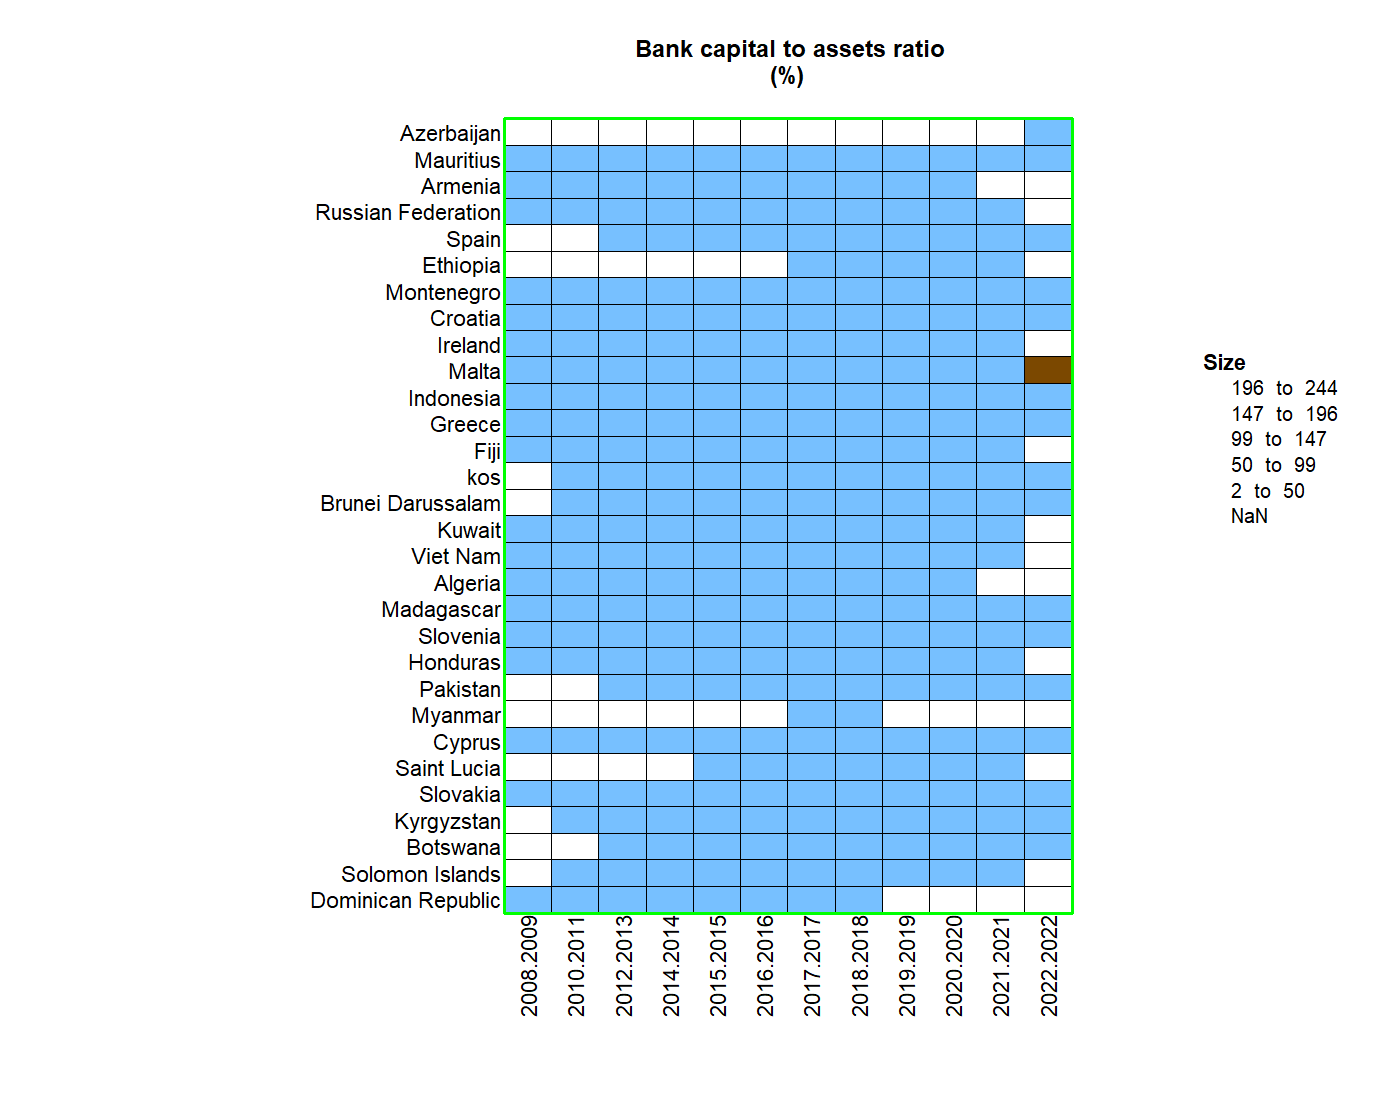 Bank capital to assets ratio
(%)
Azerbaijan
Mauritius
Armenia
Russian Federation
Spain
Ethiopia
Montenegro
Croatia
Ireland
Malta
Indonesia
Greece
Fiji
kos
Brunei Darussalam
Kuwait
Viet Nam
Algeria
Madagascar
Slovenia
Honduras
Pakistan
Myanmar
Cyprus
Saint Lucia
Slovakia
Kyrgyzstan
Botswana
Solomon Islands
Dominican Republic
2008.2009
2010.2011
2012.2013
2014.2014
2015.2015
2016.2016
2017.2017
2018.2018
2019.2019
2020.2020
2021.2021
2022.2022
Size
196 to 244
147 to 196
99 to 147
50 to 99
2 to 50
NaN